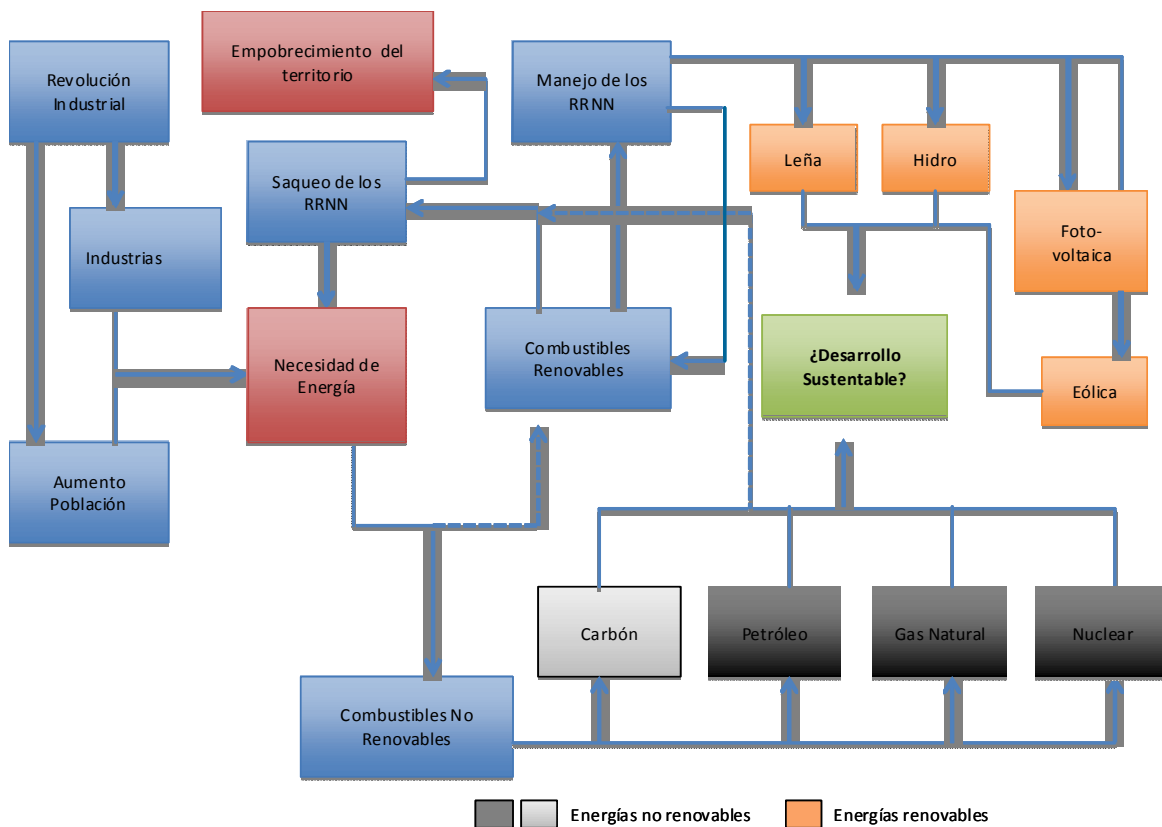 Revolución
Industrial
Empobrecimiento del
territorio
Manejo de los
RRNN
Leña
Hidro
Saqueo de los
RRNN
Foto-
voltaica
Industrias
Necesidad de
Energía
Combustibles
Renovables
¿Desarrollo
Sustentable?
Eólica
Aumento
Población
Carbón
Petróleo
Gas Natural
Nuclear
Combustibles No
Renovables
Energías no renovables
Energías renovables